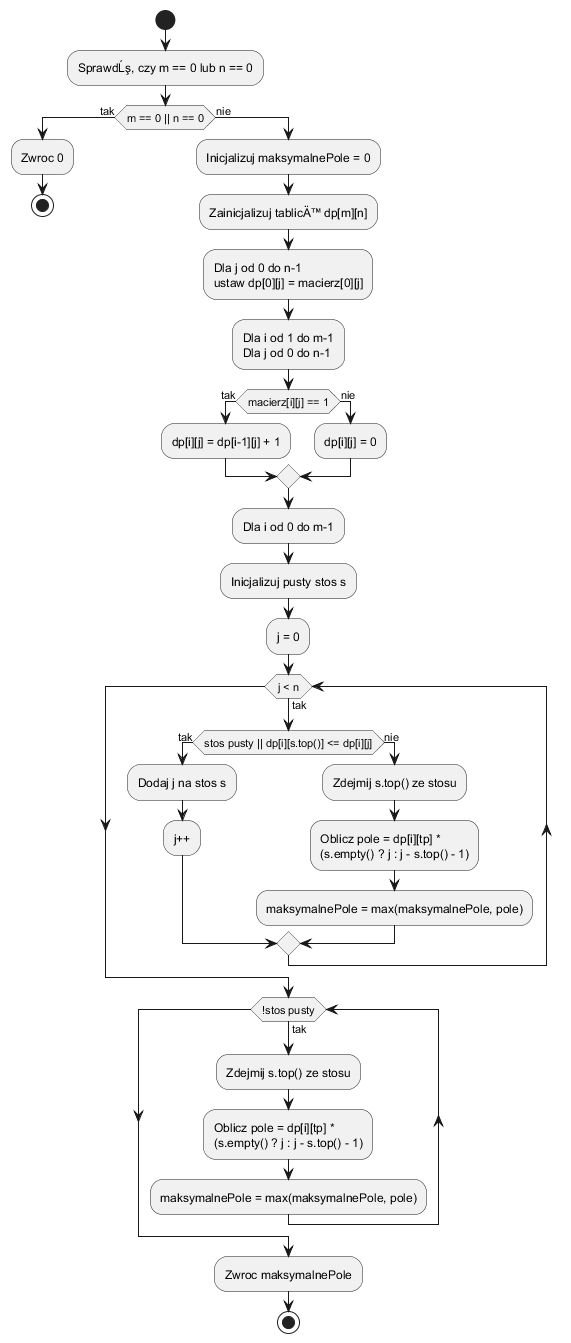 SprawdĹş, czy m == 0 lub n == 0
m == 0 || n == 0
tak
nie
Zwroc 0
Inicjalizuj maksymalnePole = 0
Zainicjalizuj tablicÄ™ dp[m][n]
Dla j od 0 do n-1
ustaw dp[0][j] = macierz[0][j]
Dla i od 1 do m-1
Dla j od 0 do n-1
macierz[i][j] == 1
tak
nie
dp[i][j] = dp[i-1][j] + 1
dp[i][j] = 0
Dla i od 0 do m-1
Inicjalizuj pusty stos s
j = 0
j < n
tak
stos pusty || dp[i][s.top()] <= dp[i][j]
tak
nie
Dodaj j na stos s
j++
Zdejmij s.top() ze stosu
Oblicz pole = dp[i][tp] *
(s.empty() ? j : j - s.top() - 1)
maksymalnePole = max(maksymalnePole, pole)
!stos pusty
tak
Zdejmij s.top() ze stosu
Oblicz pole = dp[i][tp] *
(s.empty() ? j : j - s.top() - 1)
maksymalnePole = max(maksymalnePole, pole)
Zwroc maksymalnePole